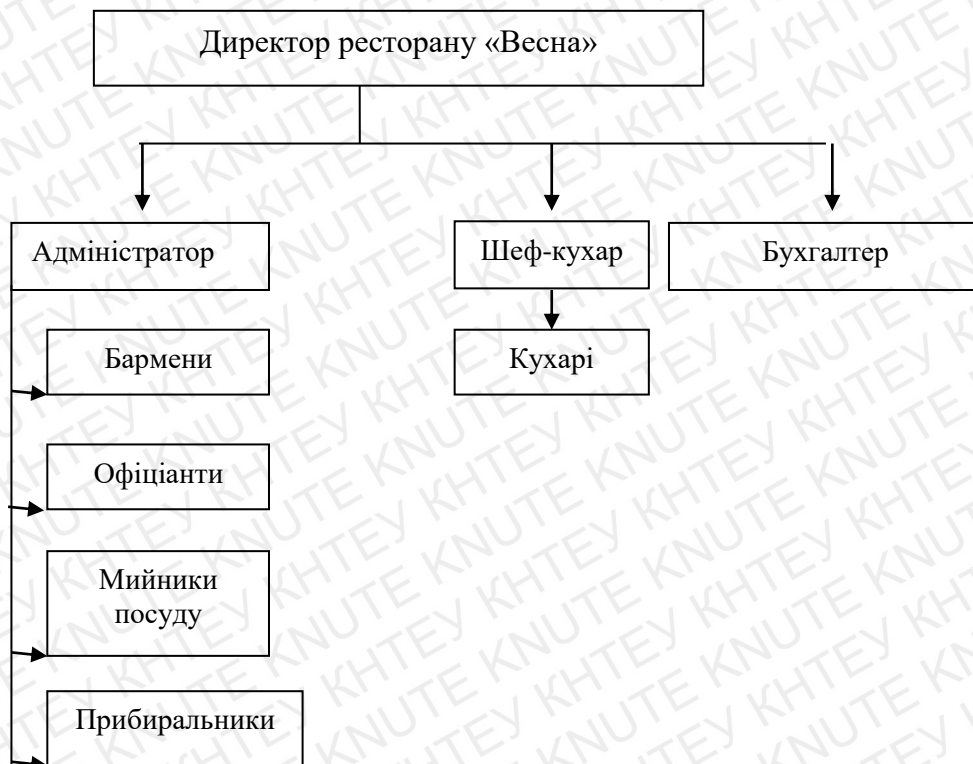 Директор ресторану «Весна»
Адміністратор
Шеф-кухар
Бухгалтер
Бармени
Кухарі
Офіціанти
Мийники
посуду
Прибиральники